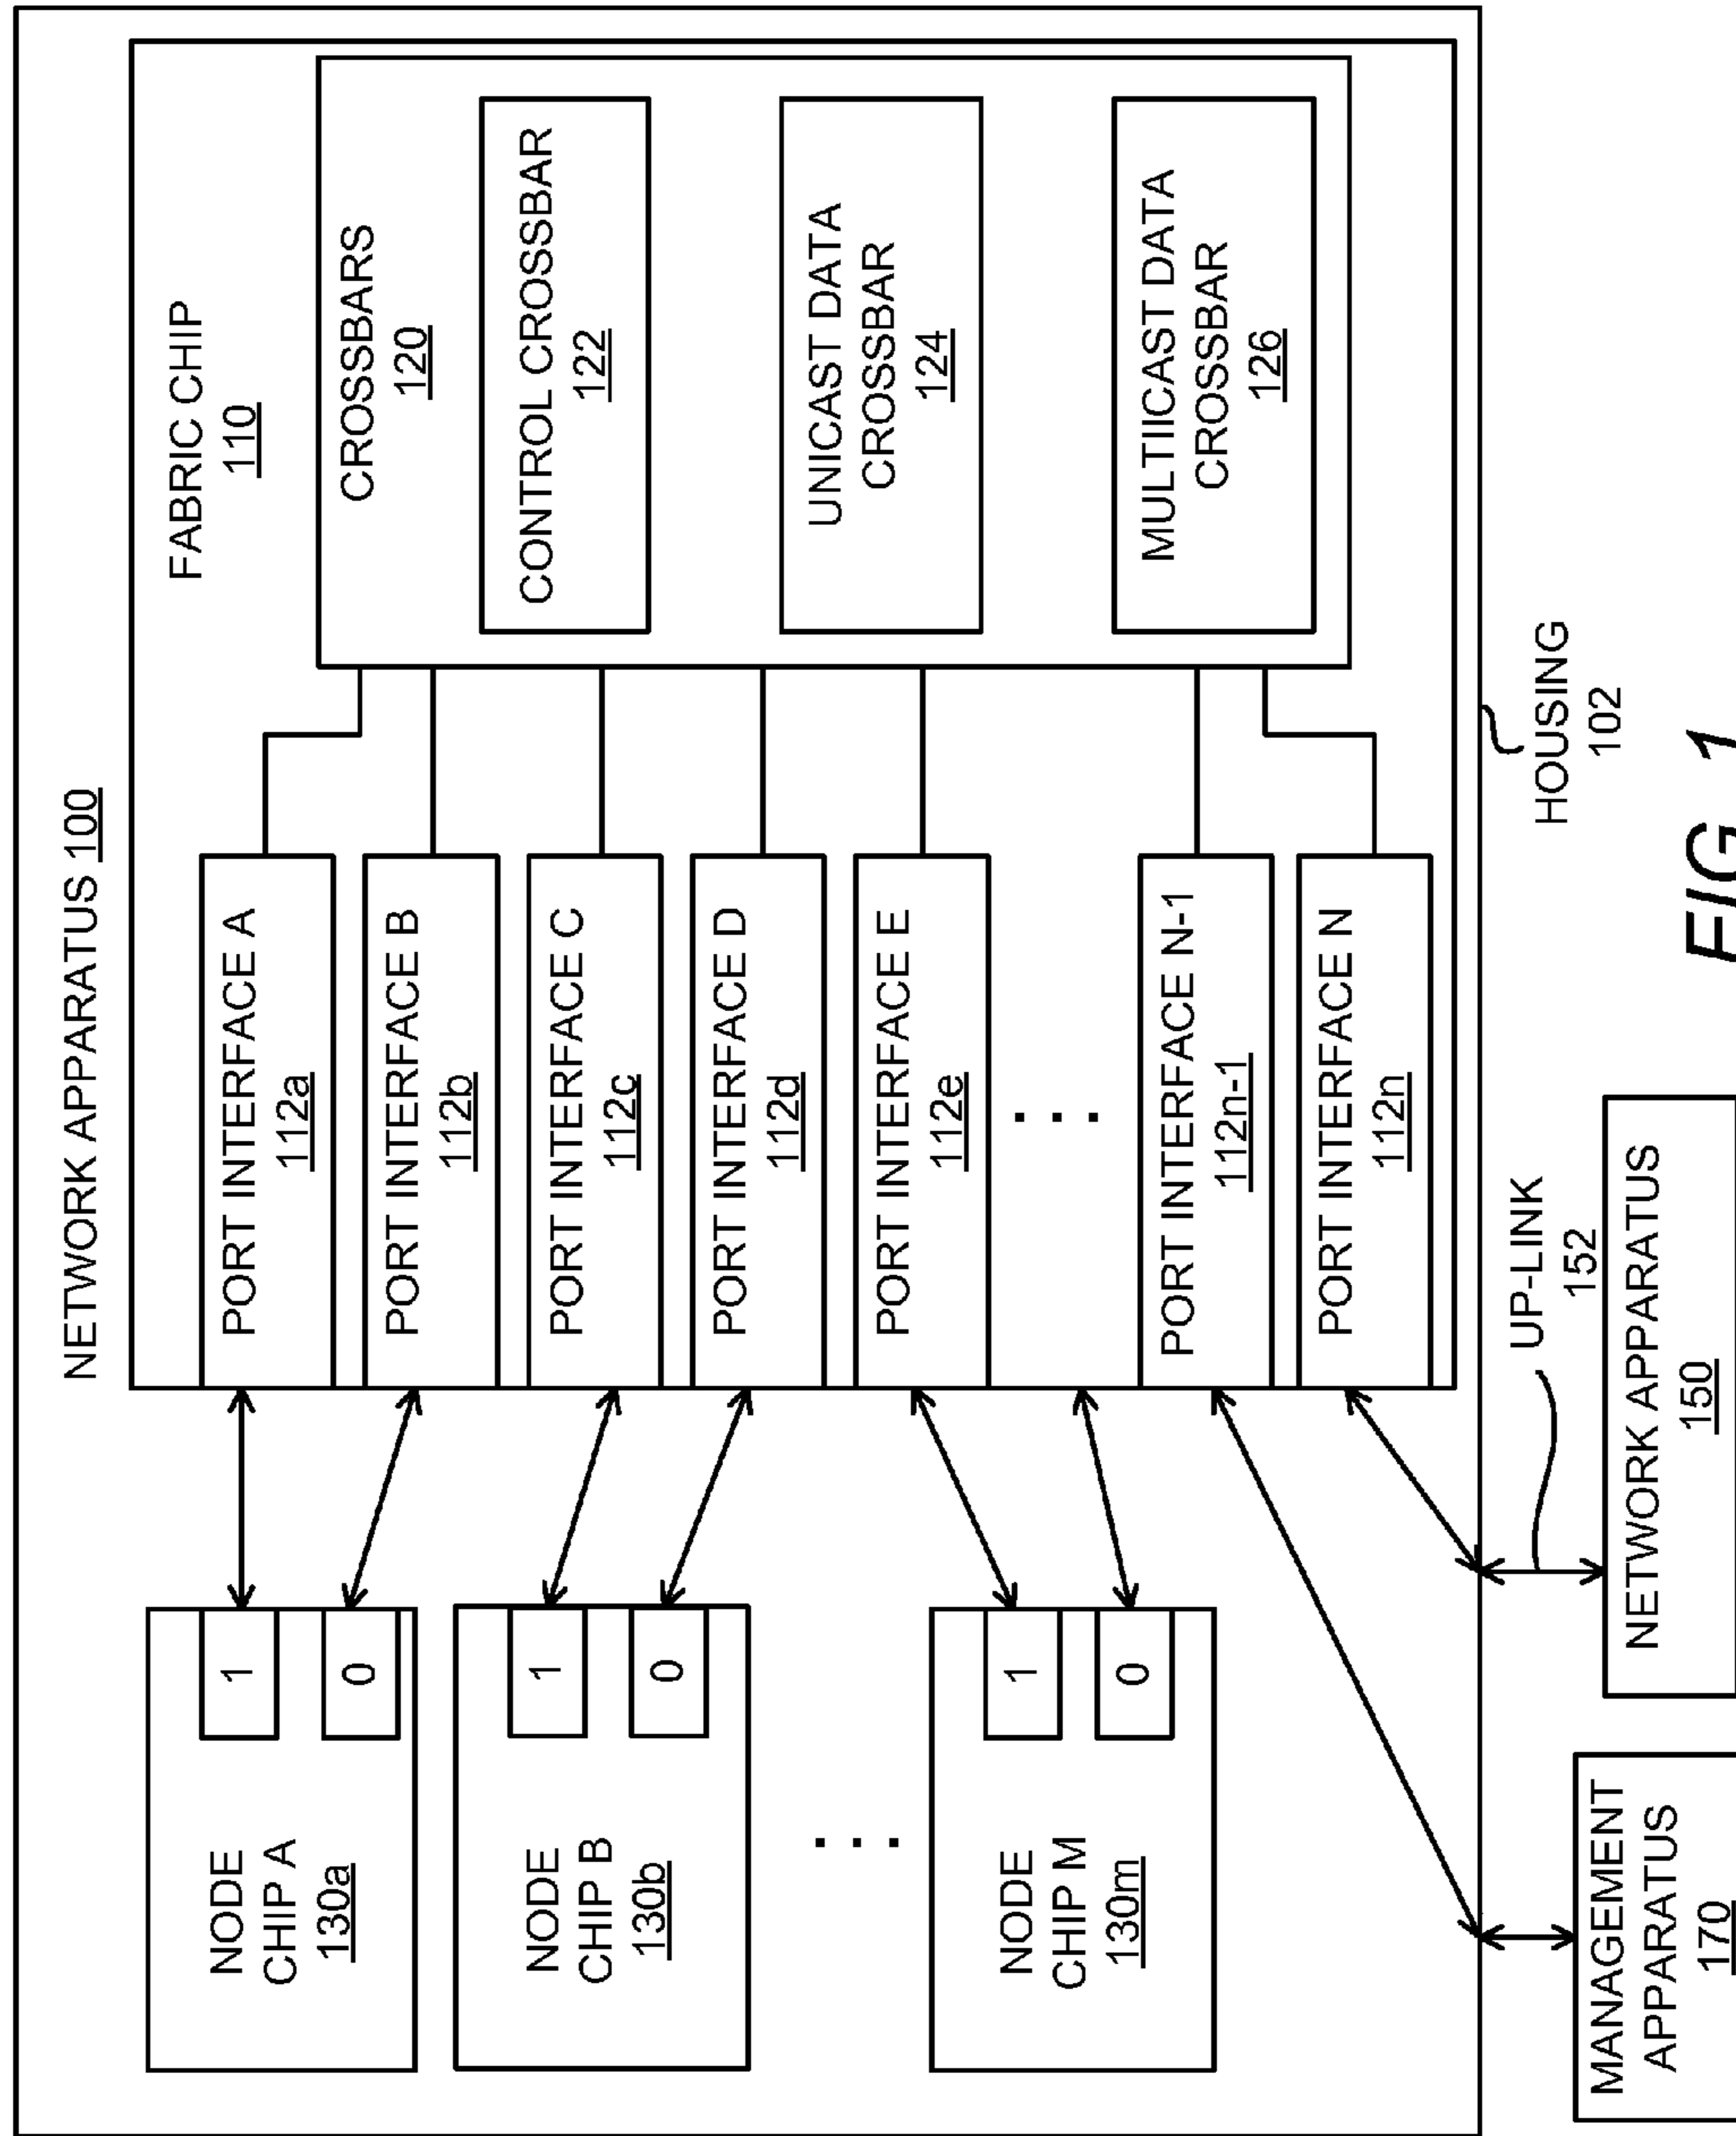 NETWORK APPARATUS 100
NODE
CHIP A
130a
1
0
NODE
CHIP B
130b
1
0
. . .
NODE
CHIP M
130m
1
0
FABRIC CHIP
110
PORT INTERFACE A
112a
PORT INTERFACE B
112b
PORT INTERFACE C
112c
PORT INTERFACE D
112d
PORT INTERFACE E
112e
. . .
PORT INTERFACE N-1
112n-1
PORT INTERFACE N
112n
CROSSBARS
120
CONTROL CROSSBAR
122
UNICAST DATA
CROSSBAR
124
MULTIICAST DATA
CROSSBAR
126
HOUSING
102
UP-LINK
152
MANAGEMENT
APPARATUS
170
NETWORK APPARATUS
150
FIG. 1